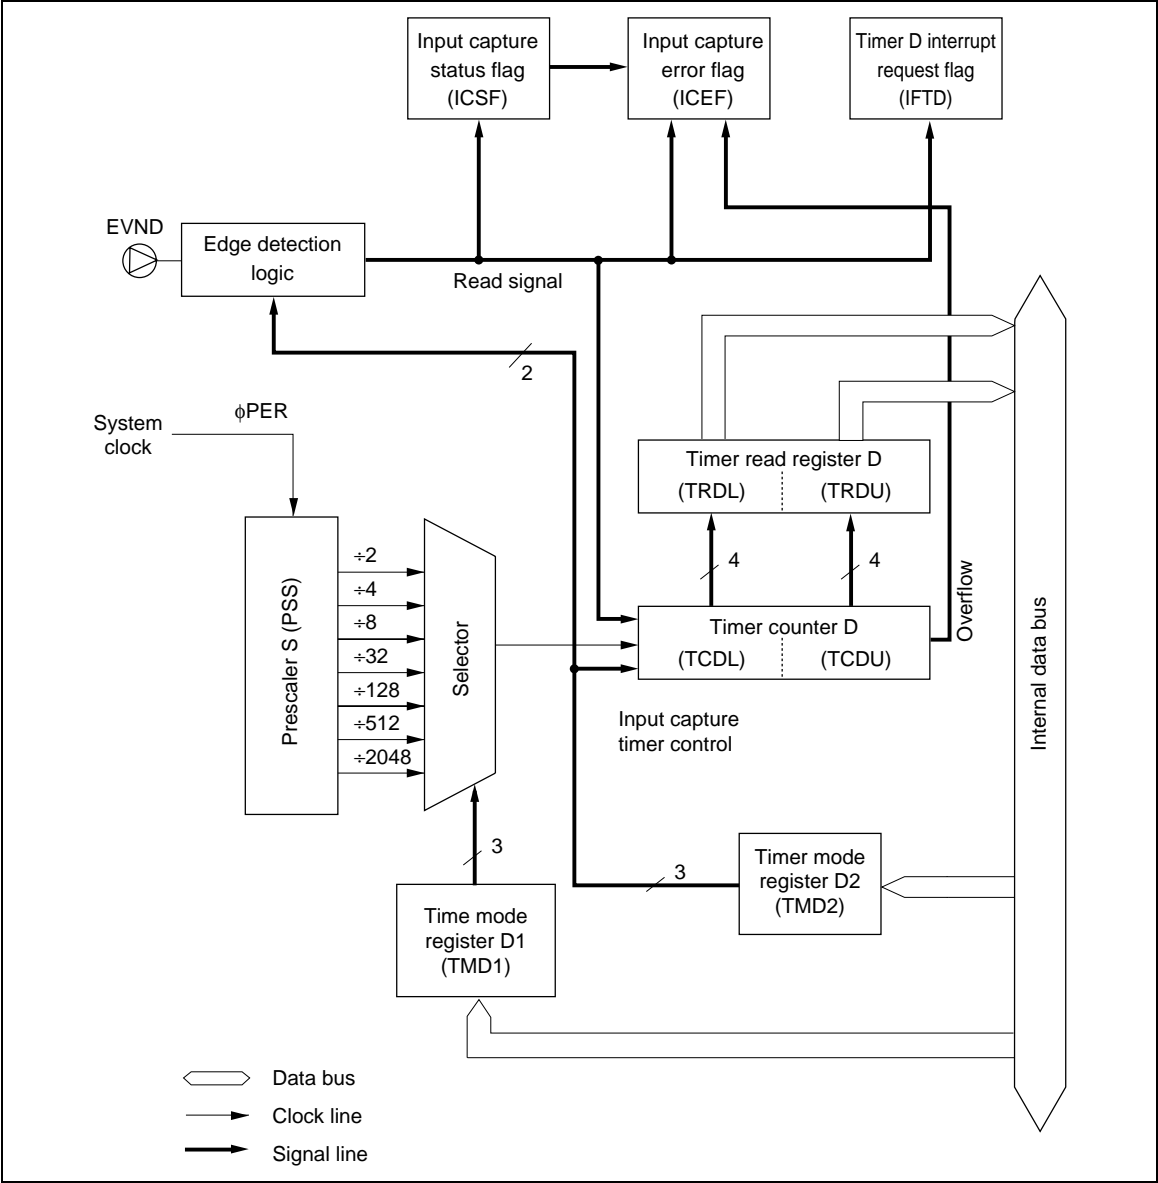 Input capture
status flag
(ICSF)
Input capture
error flag
(ICEF)
Timer D interrupt
request flag
(IFTD)
EVND
Edge detection
logic
Read signal
2
System
clock
ϕPER
Timer read register D
(TRDL)
(TRDU)
4
4
Prescaler S (PSS)
÷2
÷4
÷8
÷32
÷128
÷512
÷2048
Selector
Timer counter D
(TCDL)
(TCDU)
Overflow
Internal data bus
Input capture
timer control
3
3
Timer mode
register D2
(TMD2)
Time mode
register D1
(TMD1)
Data bus
Clock line
Signal line